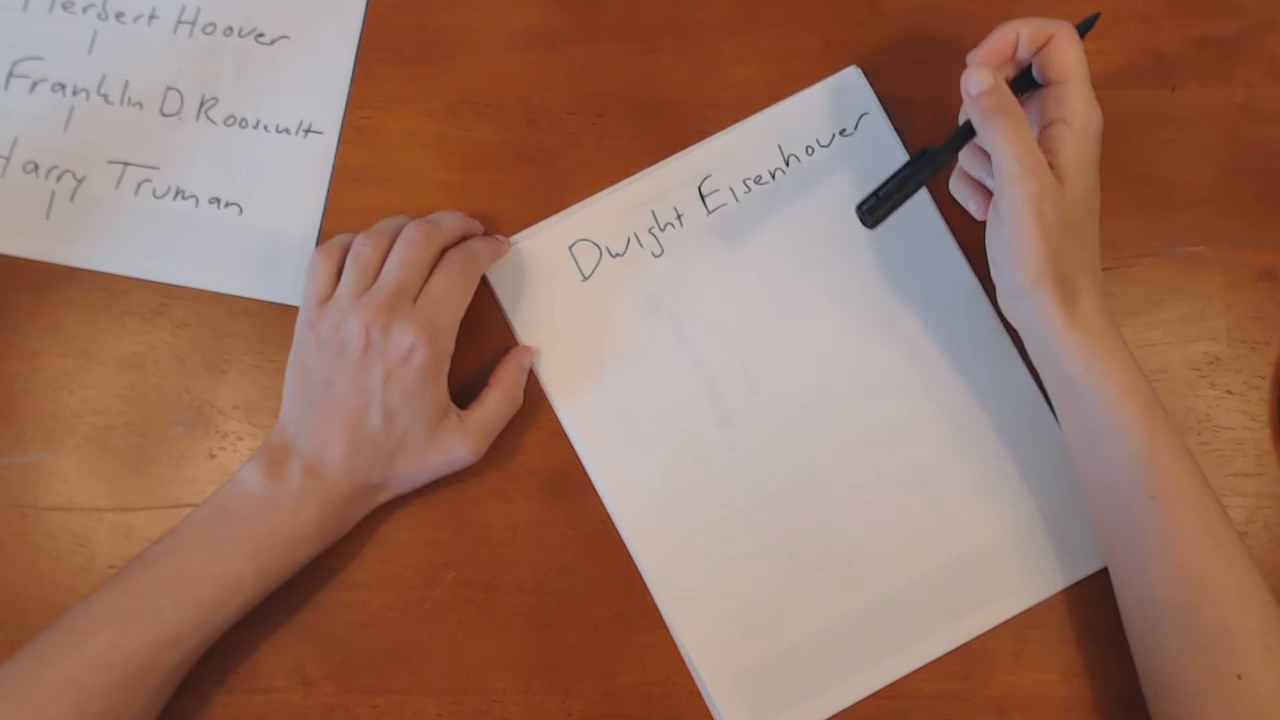 Herbert Hoover
Franklin D. Roosevelt
Harry Truman
Dwight Eisenhower